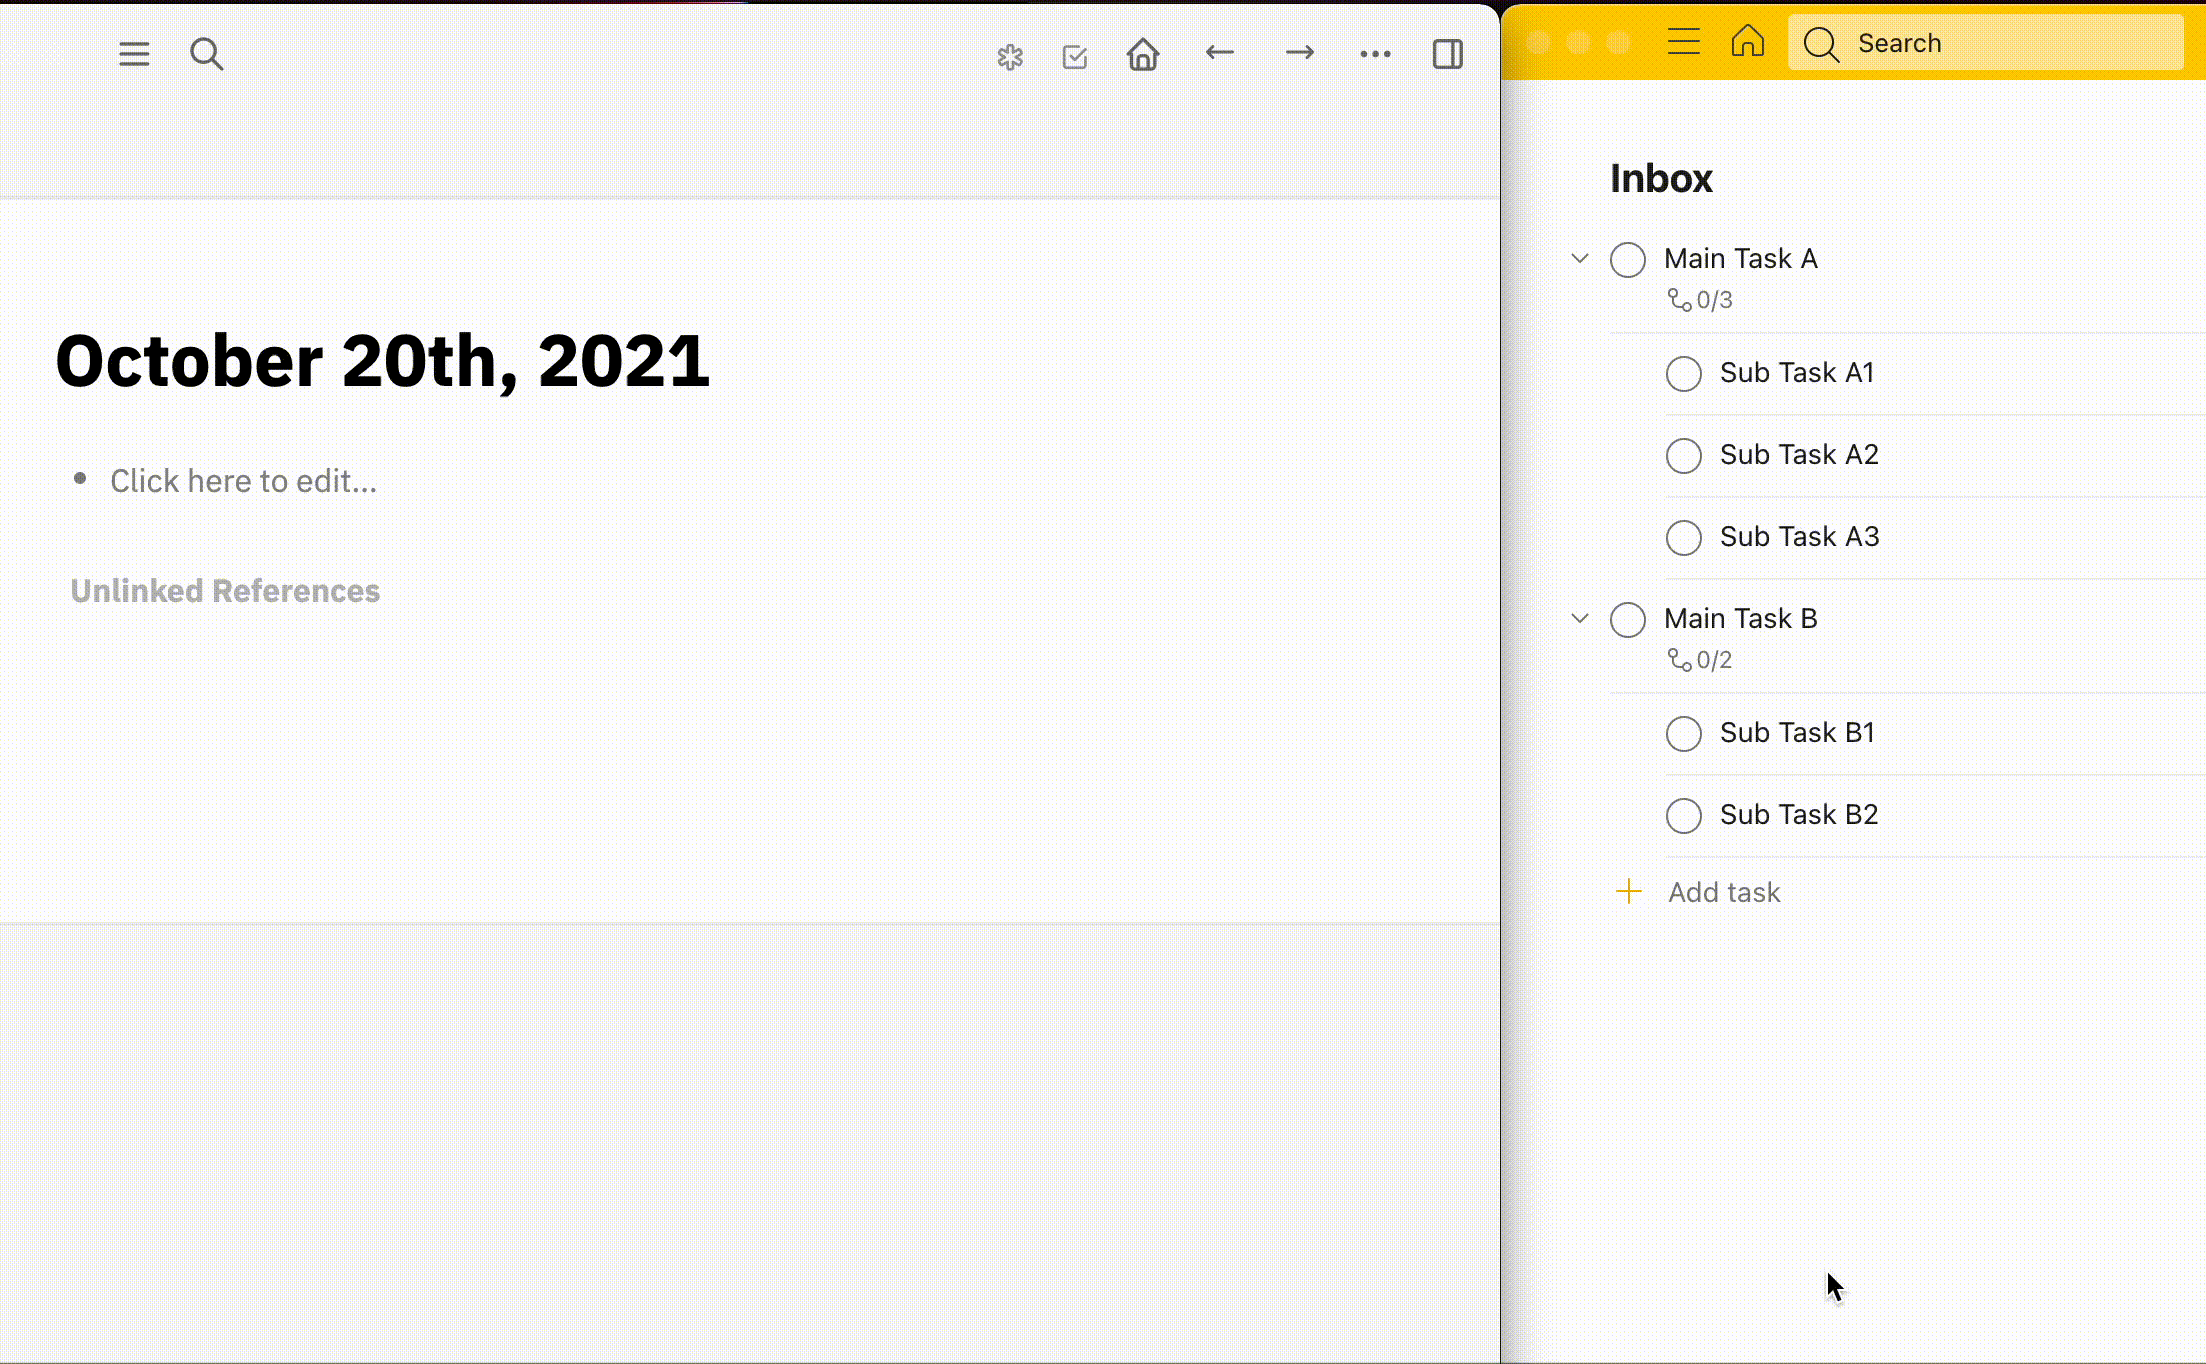 October 20th, 2021
Click here to edit...
Unlinked References
Search
Inbox
Main Task A
0/3
Sub Task A1
Sub Task A2
Sub Task A3
Main Task B
0/2
Sub Task B1
Sub Task B2
Add task